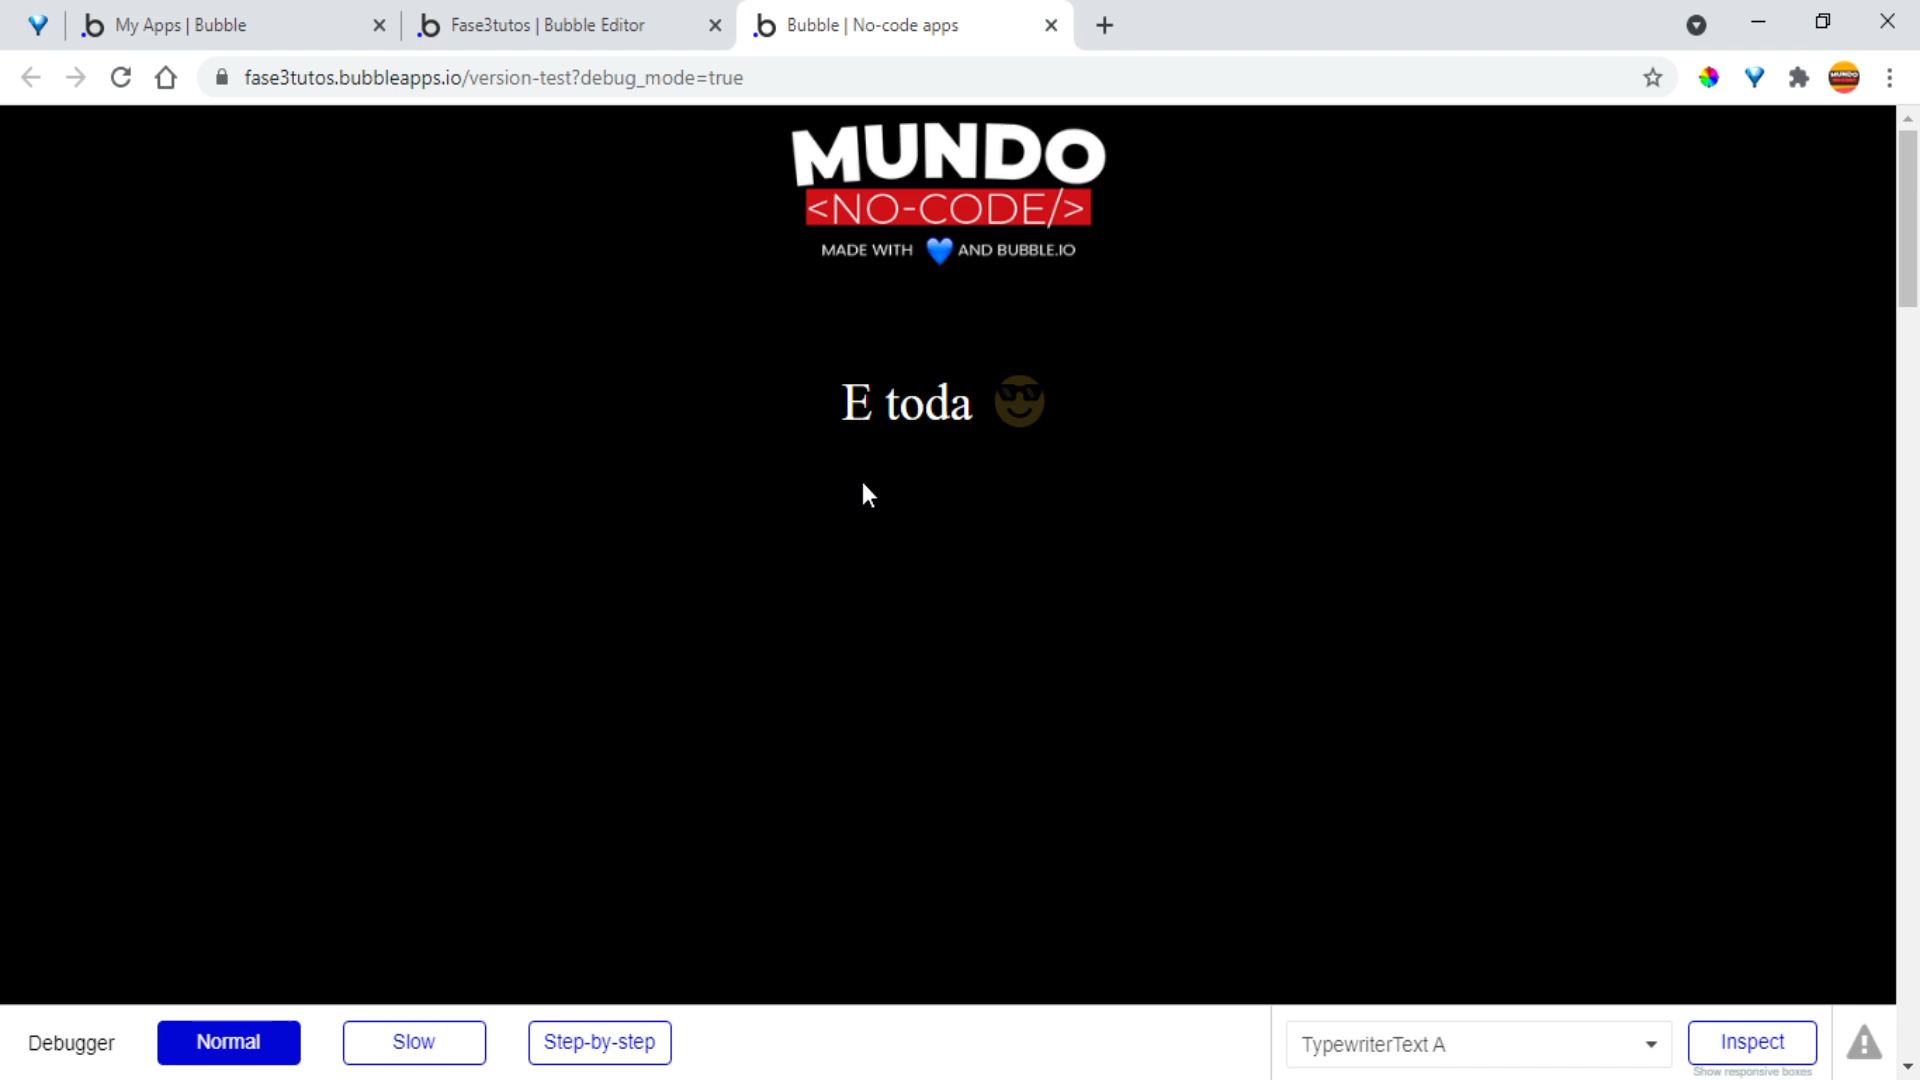 My Apps | Bubble
Fase3tutos | Bubble Editor
Bubble | No-code apps
fase3tutos.bubbleapps.io/version-test?debug_mode=true
MUNDO
<NO-CODE/>
MADE WITH 💙 AND BUBBLE.IO
E toda 😎
Debugger
Normal
Slow
Step-by-step
TypewriterText A
Inspect
Show responsive boxes